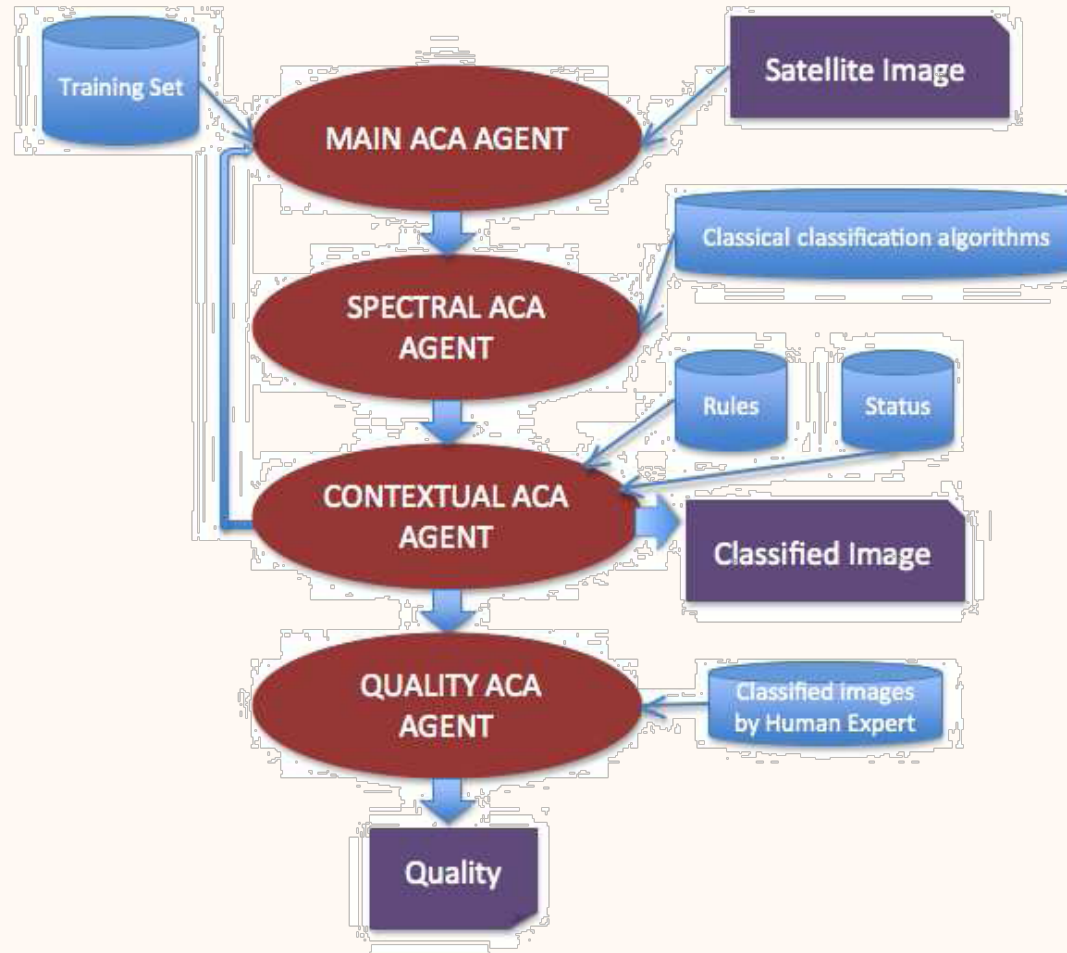 Training Set
Satellite Image
MAIN ACA AGENT
Classical classification algorithms
SPECTRAL ACA
AGENT
Rules
Status
CONTEXTUAL ACA
AGENT
Classified Image
QUALITY ACA
AGENT
Classified images
by Human Expert
Quality